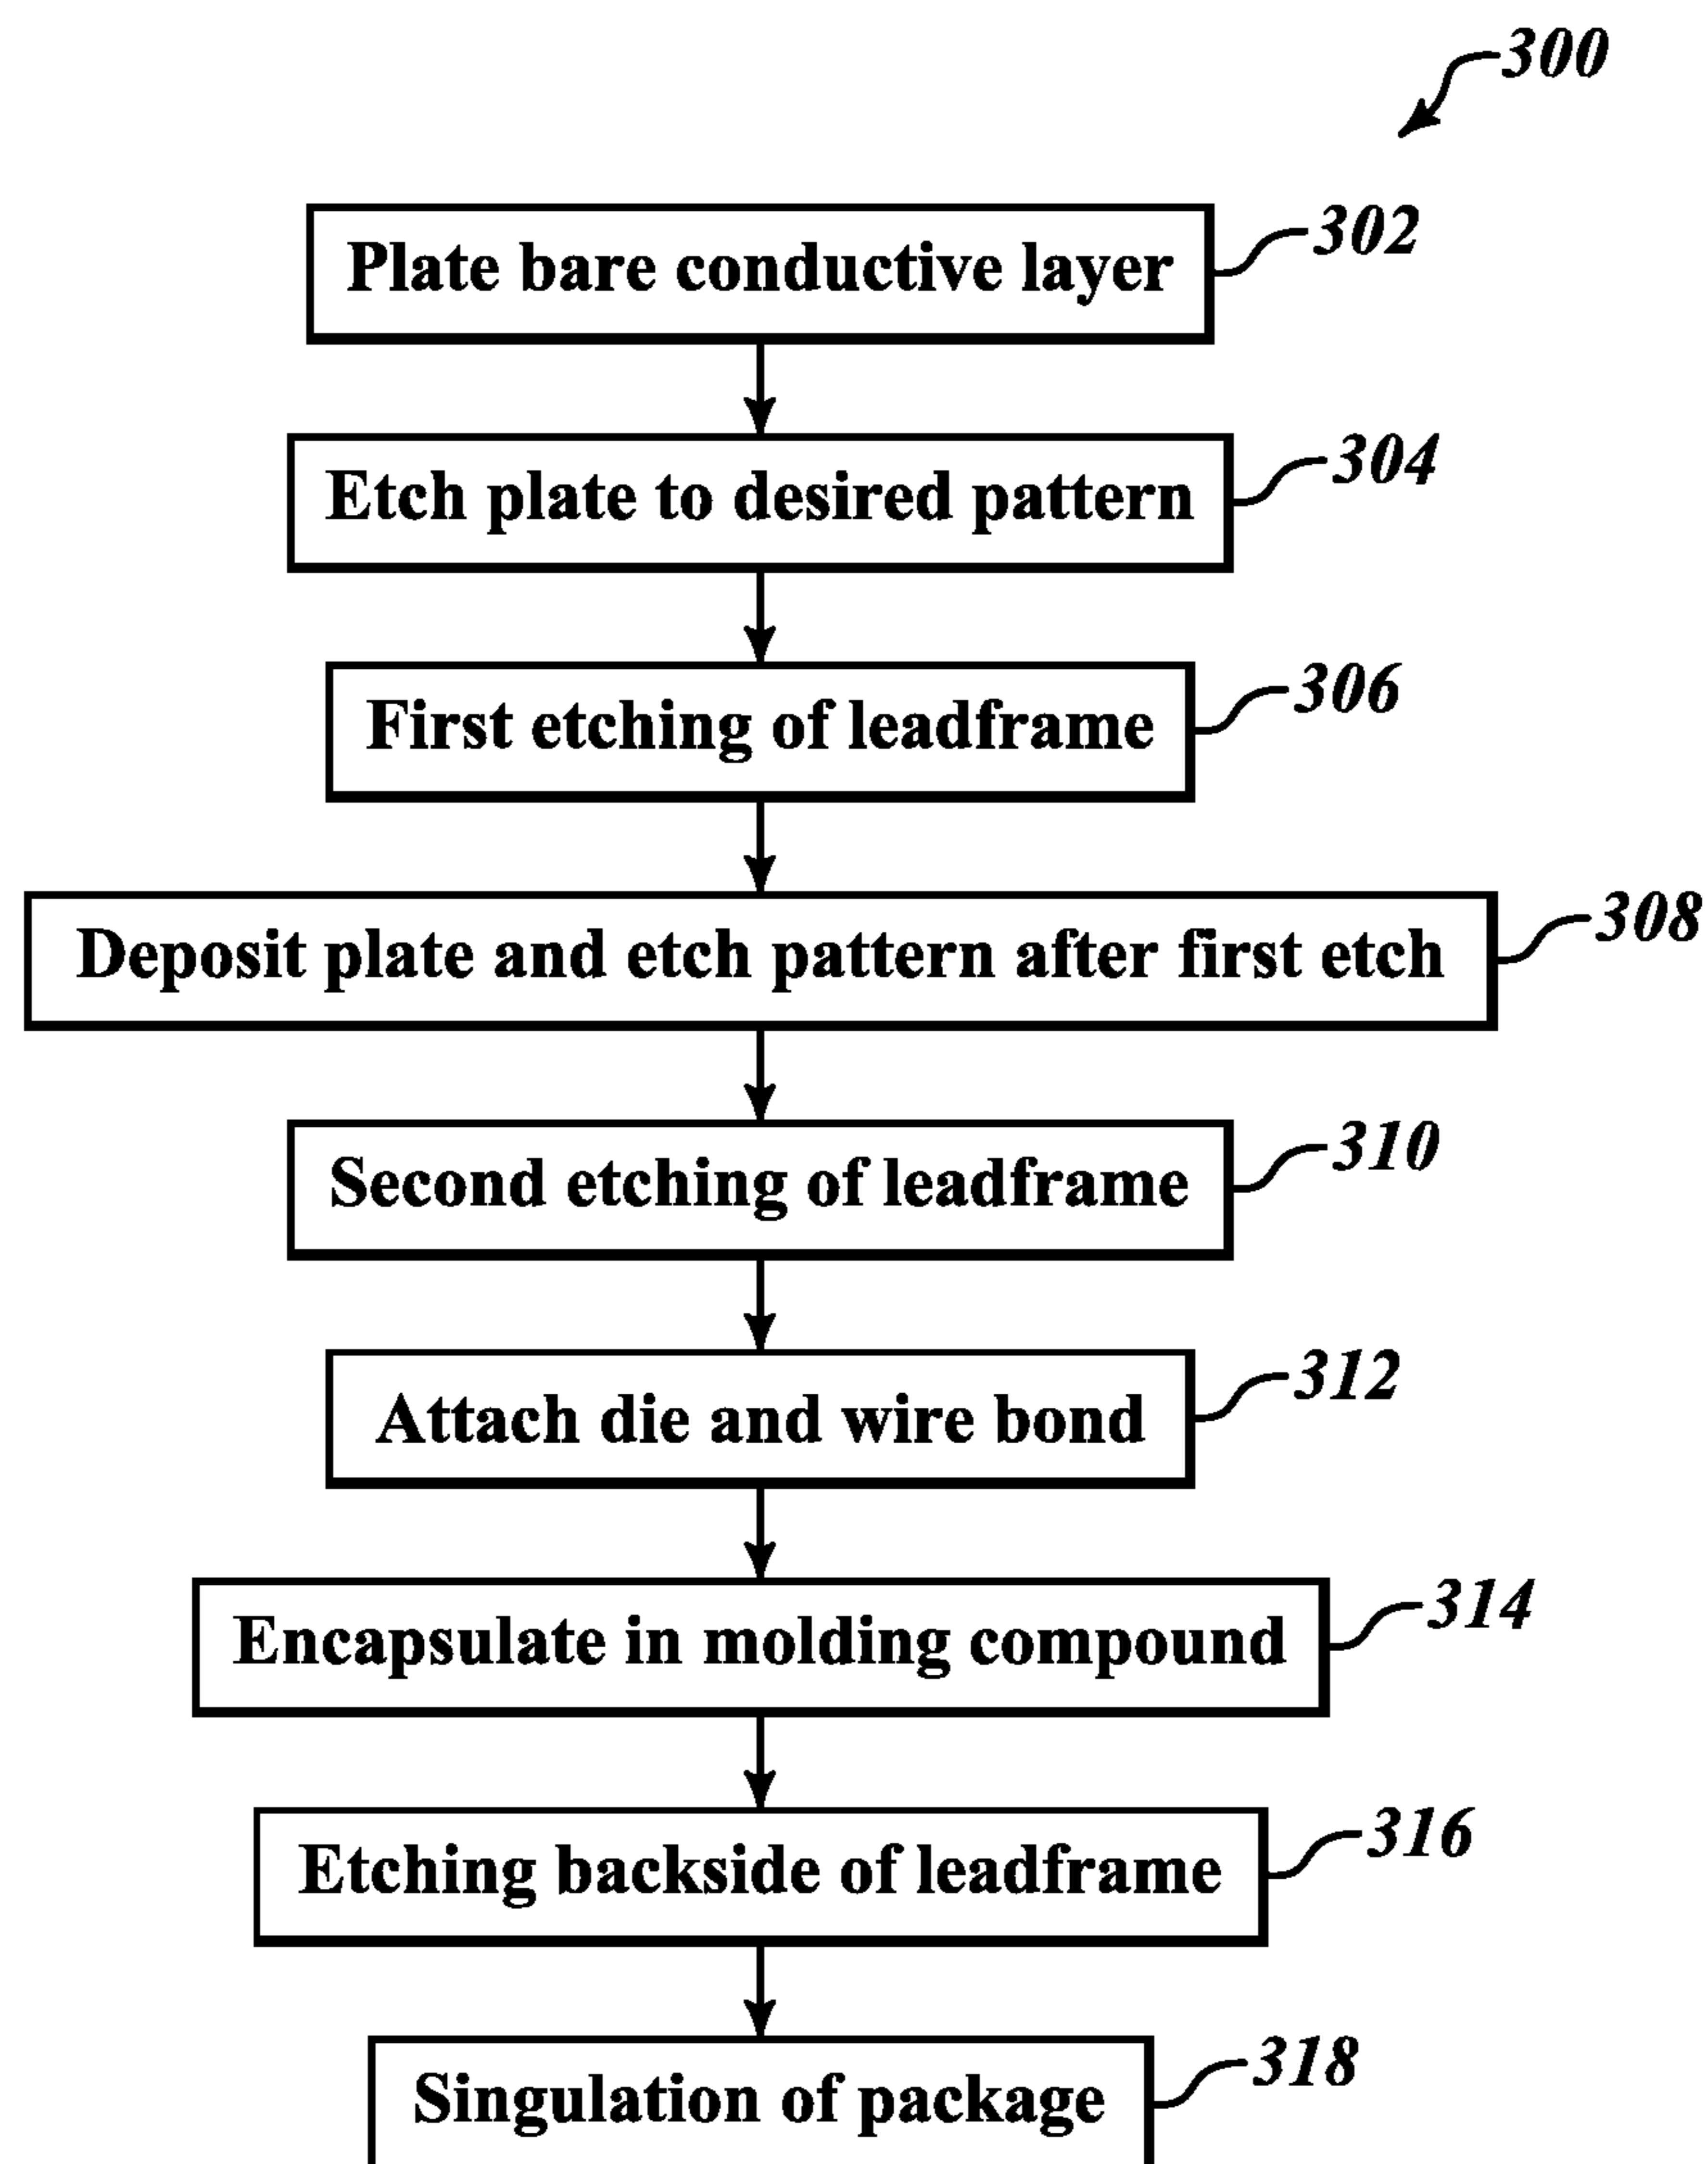 300
Plate bare conductive layer
302
Etch plate to desired pattern
304
First etching of leadframe
306
Deposit plate and etch pattern after first etch
308
Second etching of leadframe
310
Attach die and wire bond
312
Encapsulate in molding compound
314
Etching backside of leadframe
316
Singulation of package
318